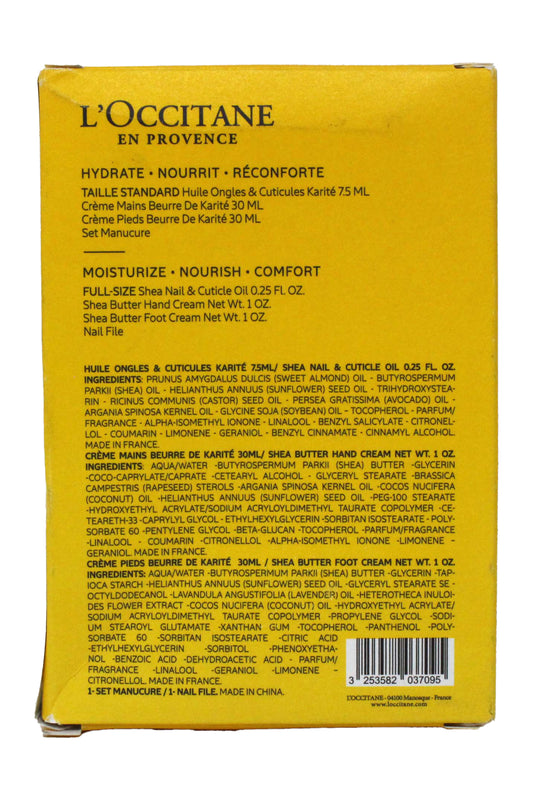 L'OCCITANE
EN PROVENCE
HYDRATE • NOURRIT • RÉCONFORTE
TAILLE STANDARD Huile Ongles & Cuticules Karité 7.5 ML
Crème Mains Beurre De Karité 30 ML
Crème Pieds Beurre De Karité 30 ML
Set Manucure
MOISTURIZE • NOURISH • COMFORT
FULL-SIZE Shea Nail & Cuticle Oil 0.25 FL. OZ.
Shea Butter Hand Cream Net Wt. 1 OZ.
Shea Butter Foot Cream Net Wt. 1 OZ.
Nail File
HUILE ONGLES & CUTICULES KARITÉ 7.5ML/ SHEA NAIL & CUTICLE OIL 0.25 FL. OZ.
INGREDIENTS: PRUNUS AMYGDALUS DULCIS (SWEET ALMOND) OIL - BUTYROSPERMUM
PARKII (SHEA) OIL - HELIANTHUS ANNUUS (SUNFLOWER) SEED OIL - TRIHYDROXYSTEA-
RIN - RICINUS COMMUNIS (CASTOR) SEED OIL - PERSEA GRATISSIMA (AVOCADO) OIL -
ARGANIA SPINOSA KERNEL OIL - GLYCINE SOJA (SOYBEAN) OIL - TOCOPHEROL - PARFUM/
FRAGRANCE - ALPHA-ISOMETHYL IONONE - LINALOOL - BENZYL SALICYLATE - CITRONEL-
LOL - COUMARIN - LIMONENE - GERANIOL - BENZYL CINNAMATE - CINNAMYL ALCOHOL.
MADE IN FRANCE.
CRÈME MAINS BEURRE DE KARITÉ 30ML/ SHEA BUTTER HAND CREAM NET WT. 1 OZ.
INGREDIENTS: AQUA/WATER -BUTYROSPERMUM PARKII (SHEA) BUTTER -GLYCERIN
-COCO-CAPRYLATE/CAPRATE -CETEARYL ALCOHOL - GLYCERYL STEARATE -BRASSICA
CAMPESTRIS (RAPESEED) STEROLS -ARGANIA SPINOSA KERNEL OIL -COCOS NUCIFERA
(COCONUT) OIL -HELIANTHUS ANNUUS (SUNFLOWER) SEED OIL -PEG-100 STEARATE
-HYDROXYETHYL ACRYLATE/SODIUM ACRYLOYLDIMETHYL TAURATE COPOLYMER -CE-
TEARETH-33 -CAPRYLYL GLYCOL - ETHYLHEXYLGLYCERIN -SORBITAN ISOSTEARATE -POLY-
SORBATE 60 -PENTYLENE GLYCOL -BETA-GLUCAN -TOCOPHEROL -PARFUM/FRAGRANCE
-LINALOOL - COUMARIN -CITRONELLOL -ALPHA-ISOMETHYL IONONE -LIMONENE -
GERANIOL. MADE IN FRANCE.
CRÈME PIEDS BEURRE DE KARITÉ 30ML / SHEA BUTTER FOOT CREAM NET WT. 1 OZ.
INGREDIENTS: AQUA/WATER -BUTYROSPERMUM PARKII (SHEA) BUTTER -GLYCERIN -TAP-
IOCA STARCH -HELIANTHUS ANNUUS (SUNFLOWER) SEED OIL -GLYCERYL STEARATE SE -
OCTYLDODECANOL -LAVANDULA ANGUSTIFOLIA (LAVENDER) OIL -HETEROTHECA INULOI-
DES FLOWER EXTRACT -COCOS NUCIFERA (COCONUT) OIL -HYDROXYETHYL ACRYLATE/
SODIUM ACRYLOYLDIMETHYL TAURATE COPOLYMER -PROPYLENE GLYCOL -SODI-
UM STEAROYL GLUTAMATE -XANTHAN GUM -TOCOPHEROL -PANTHENOL -POLY-
SORBATE 60 -SORBITAN ISOSTEARATE -CITRIC ACID
-ETHYLHEXYLGLYCERIN -SORBITOL -PHENOXYETHA-
NOL -BENZOIC ACID -DEHYDROACETIC ACID - PARFUM/
FRAGRANCE -LINALOOL -GERANIOL -LIMONENE -
CITRONELLOL. MADE IN FRANCE.
1- SET MANUCURE / 1- NAIL FILE. MADE IN CHINA.
3 253582 037095
L'OCCITANE - 04100 Manosque - France
www.loccitane.com